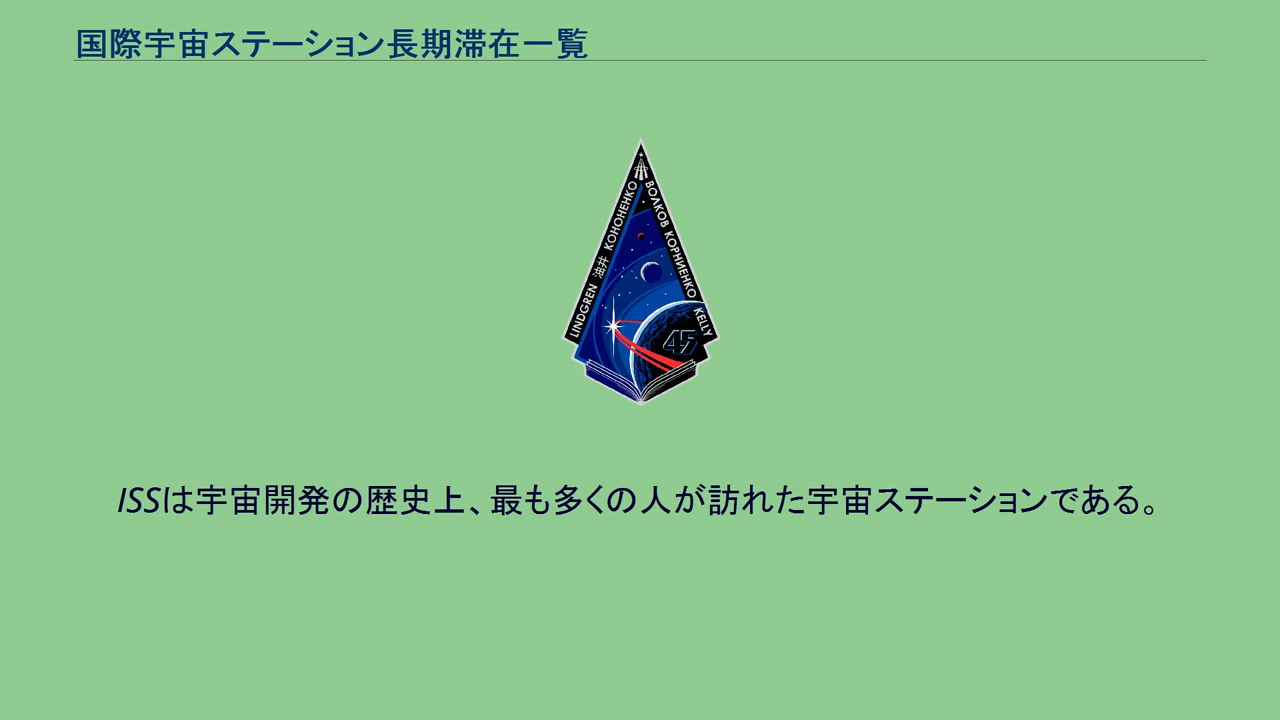 国際宇宙ステーション長期滞在一覧
LINDGREN 油井 КОНОНЕНКО
ВОЛКОВ КОРНИЕНКО KELLY
45
ISSは宇宙開発の歴史上、最も多くの人が訪れた宇宙ステーションである。